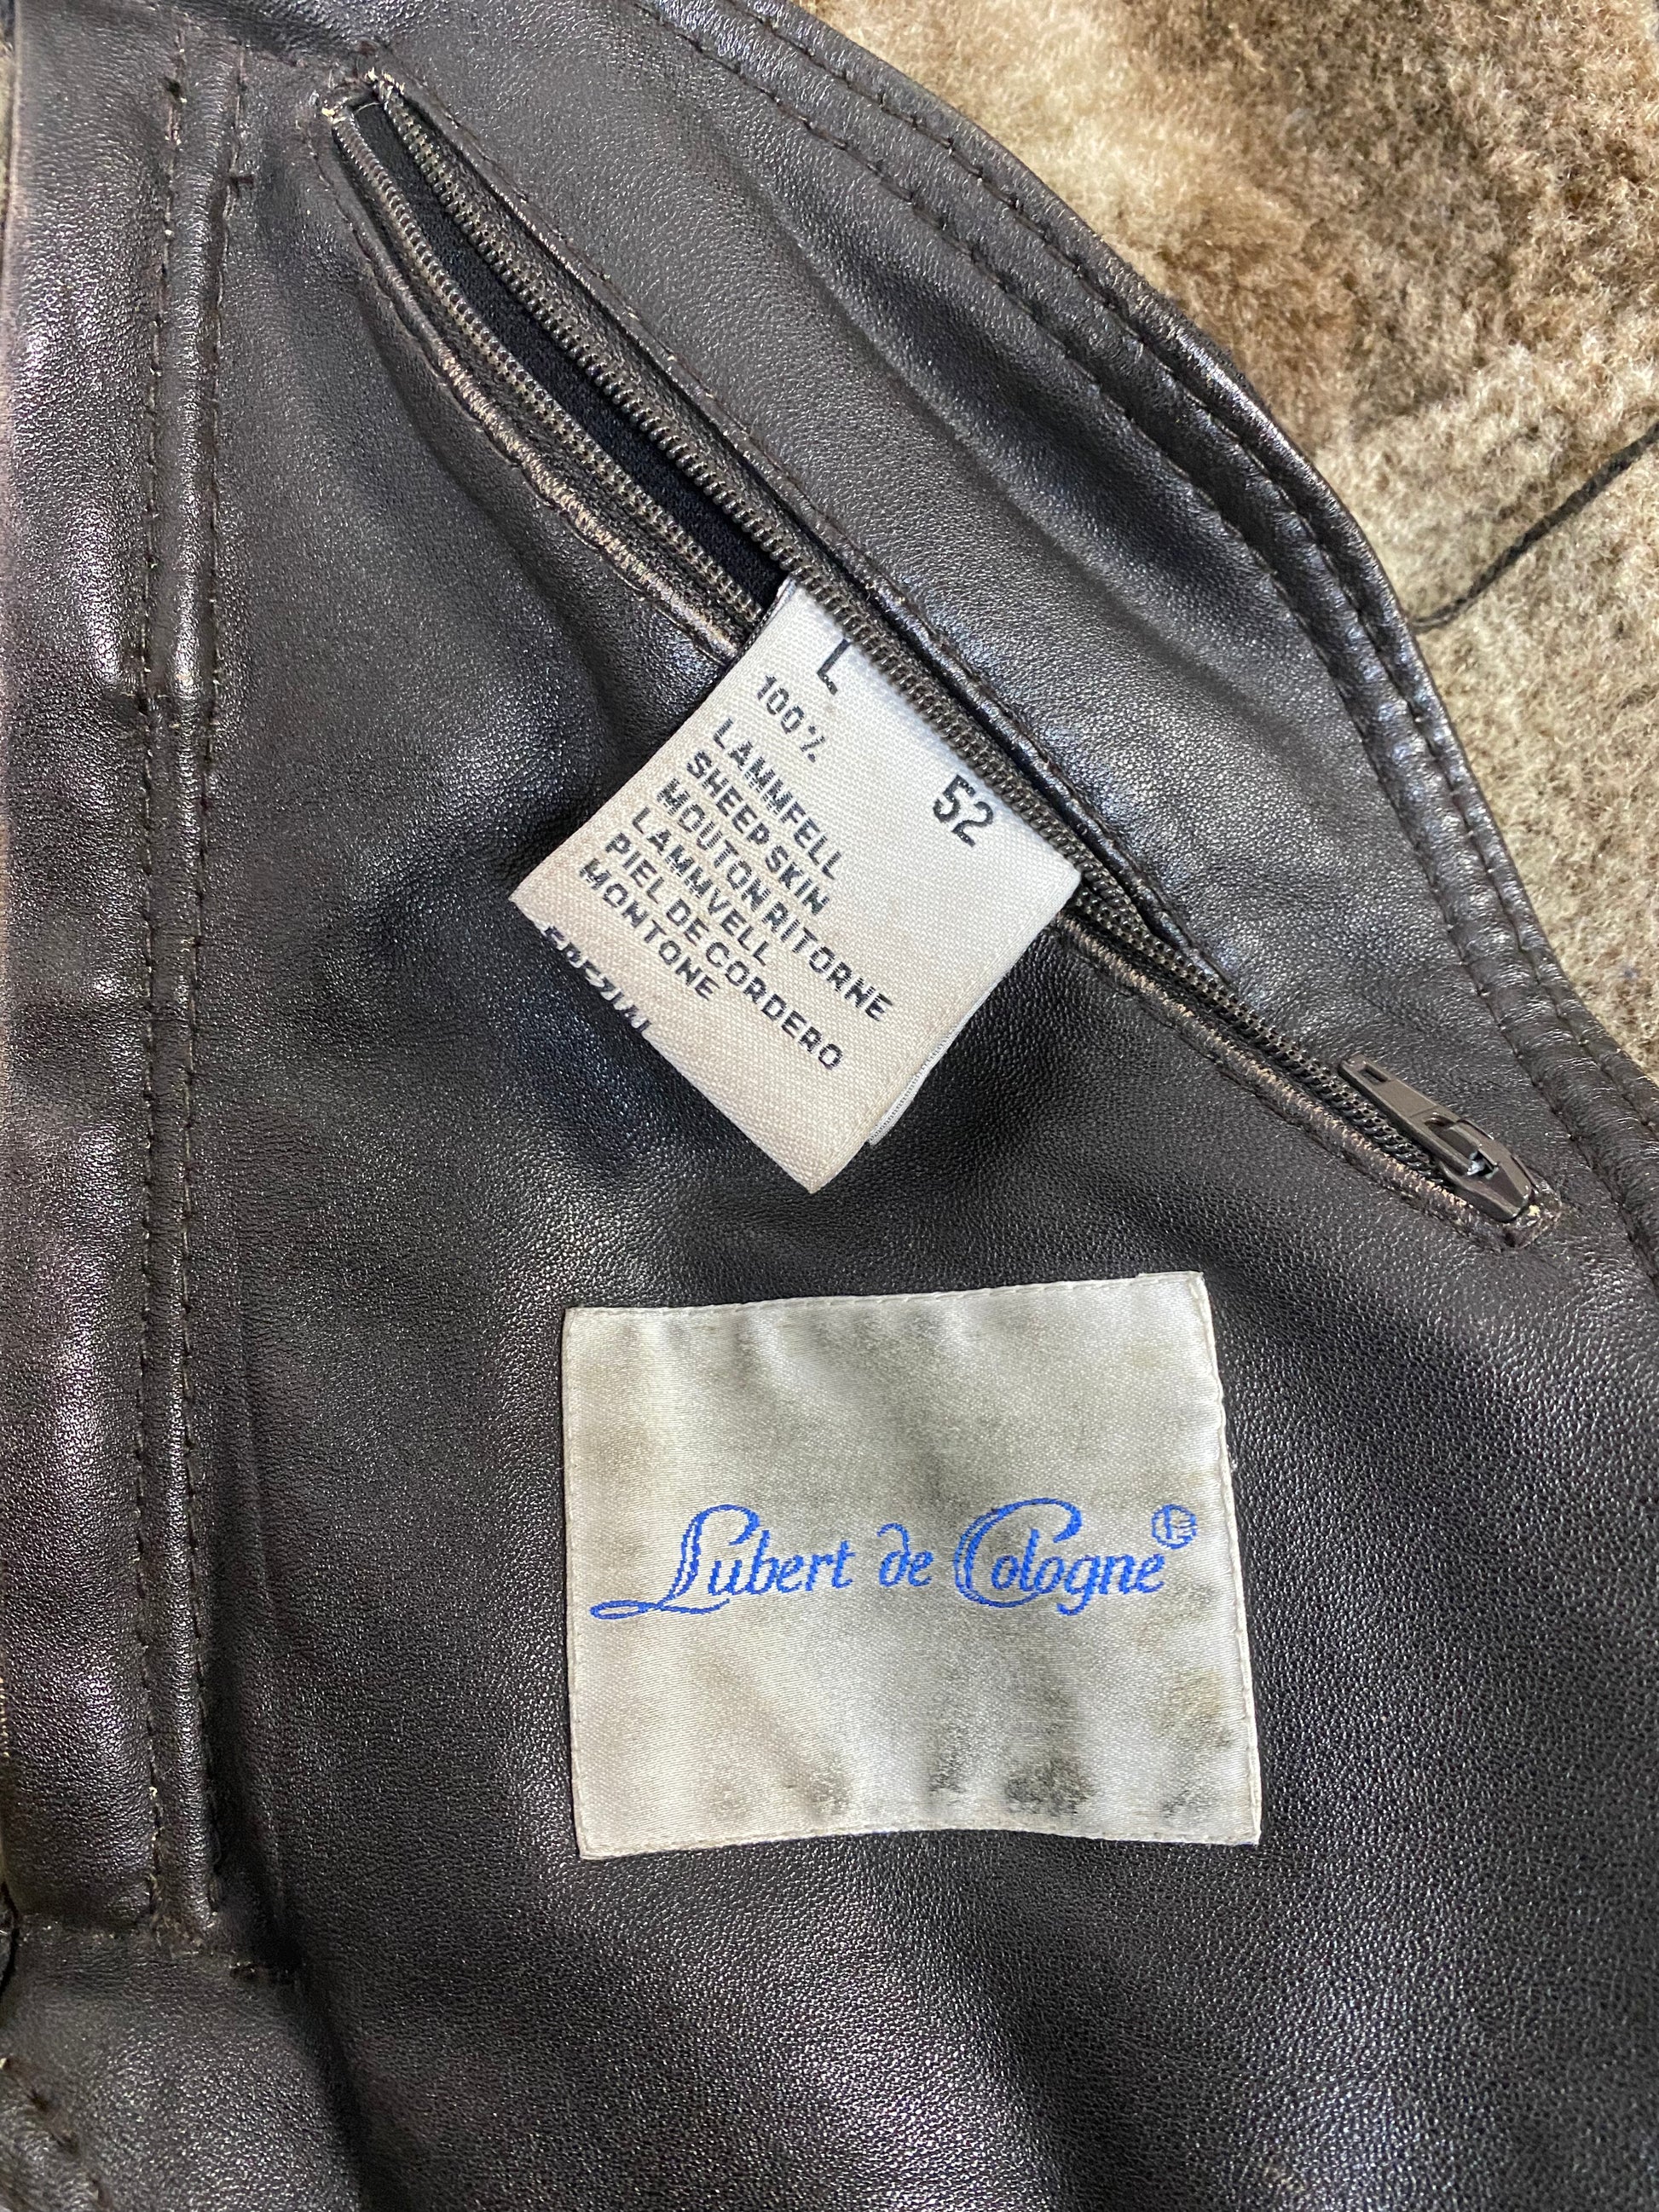 L
52
100%
LAMMFELL
SHEEPSKIN
MOUTON RITORNE
LAMMVELL
PIEL DE CORDERO
MONTONE
Lubert de Cologne